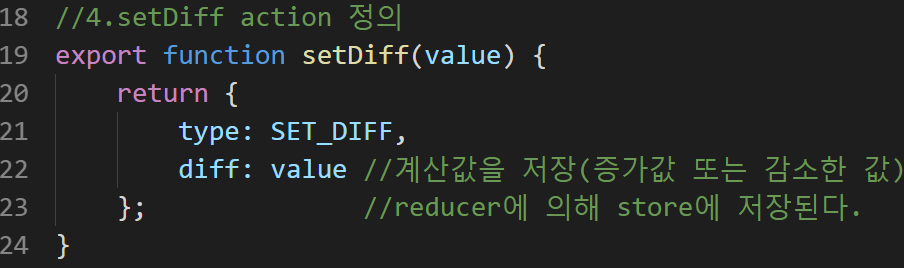 18 //4.setDiff action 정의
19 export function setDiff(value) {
20     return {
21         type: SET_DIFF,
22         diff: value //계산값을 저장(증가값 또는 감소한 값)
23     };              //reducer에 의해 store에 저장된다.
24 }